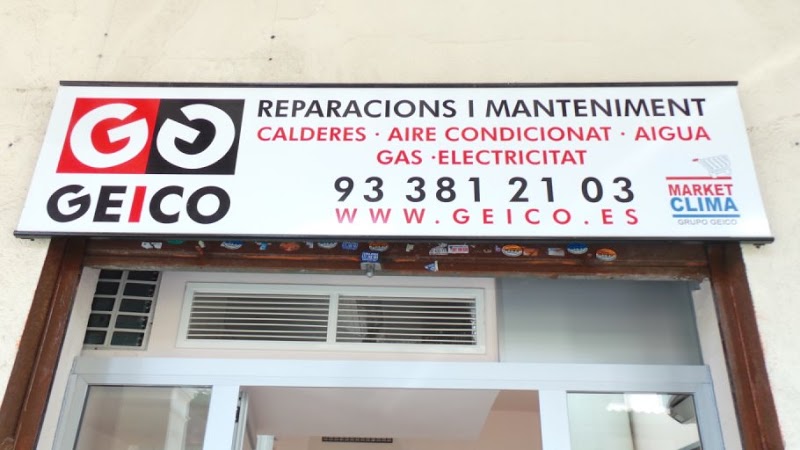 GG
GEICO
REPARACIONS I MANTENIMENT
CALDERES · AIRE CONDICIONAT · AIGUA
GAS · ELECTRICITAT
93 381 21 03
WWW.GEICO.ES
MARKET
CLIMA
GRUPO GEICO